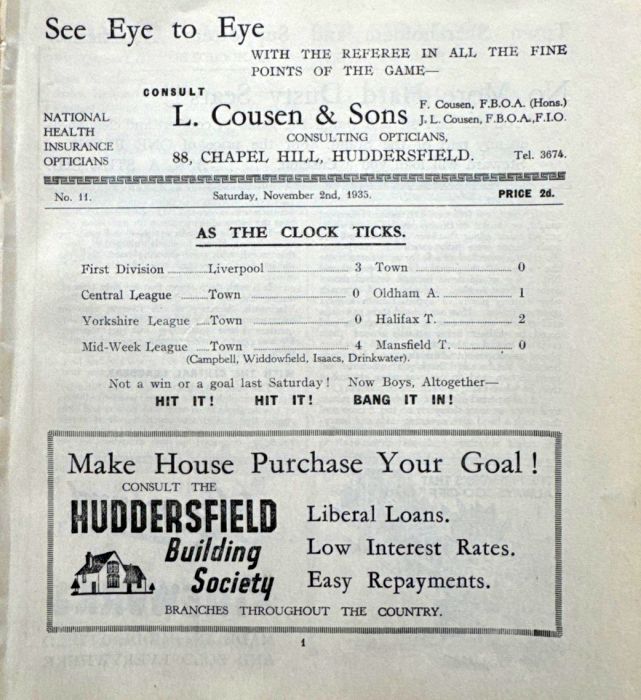 See Eye to Eye
WITH THE REFEREE IN ALL THE FINE
POINTS OF THE GAME—
CONSULT
NATIONAL
HEALTH
INSURANCE
OPTICIANS
L. Cousen & Sons
F. Cousen, F.B.O.A. (Hons.)
J. L. Cousen, F.B.O.A., F.I.O.
CONSULTING OPTICIANS,
88, CHAPEL HILL, HUDDERSFIELD. Tel. 3674.
No. 11. Saturday, November 2nd, 1935. PRICE 2d.
AS THE CLOCK TICKS.
First Division ........ Liverpool ........ 3 Town ........ 0
Central League ........ Town ........ 0 Oldham A. ........ 1
Yorkshire League ..... Town ........ 0 Halifax T. ........ 2
Mid-Week League ..... Town ........ 4 Mansfield T. ........ 0
(Campbell, Widdowfield, Isaacs, Drinkwater).
Not a win or a goal last Saturday! Now Boys, Altogether—
HIT IT! HIT IT! BANG IT IN!
Make House Purchase Your Goal!
CONSULT THE
HUDDERSFIELD
Building
Society
Liberal Loans.
Low Interest Rates.
Easy Repayments.
BRANCHES THROUGHOUT THE COUNTRY.
1